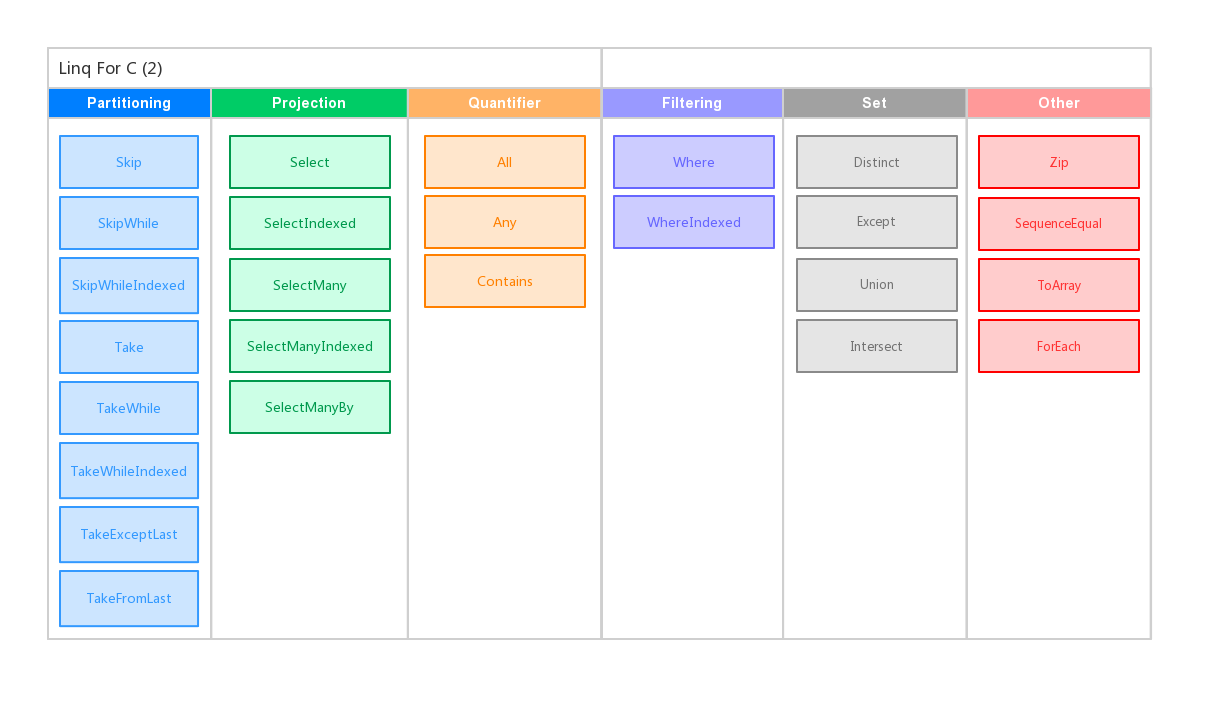 Linq For C (2)
Partitioning
Projection
Quantifier
Filtering
Set
Other
Skip
SkipWhile
SkipWhileIndexed
Take
TakeWhile
TakeWhileIndexed
TakeExceptLast
TakeFromLast
Select
SelectIndexed
SelectMany
SelectManyIndexed
SelectManyBy
All
Any
Contains
Where
WhereIndexed
Distinct
Except
Union
Intersect
Zip
SequenceEqual
ToArray
ForEach